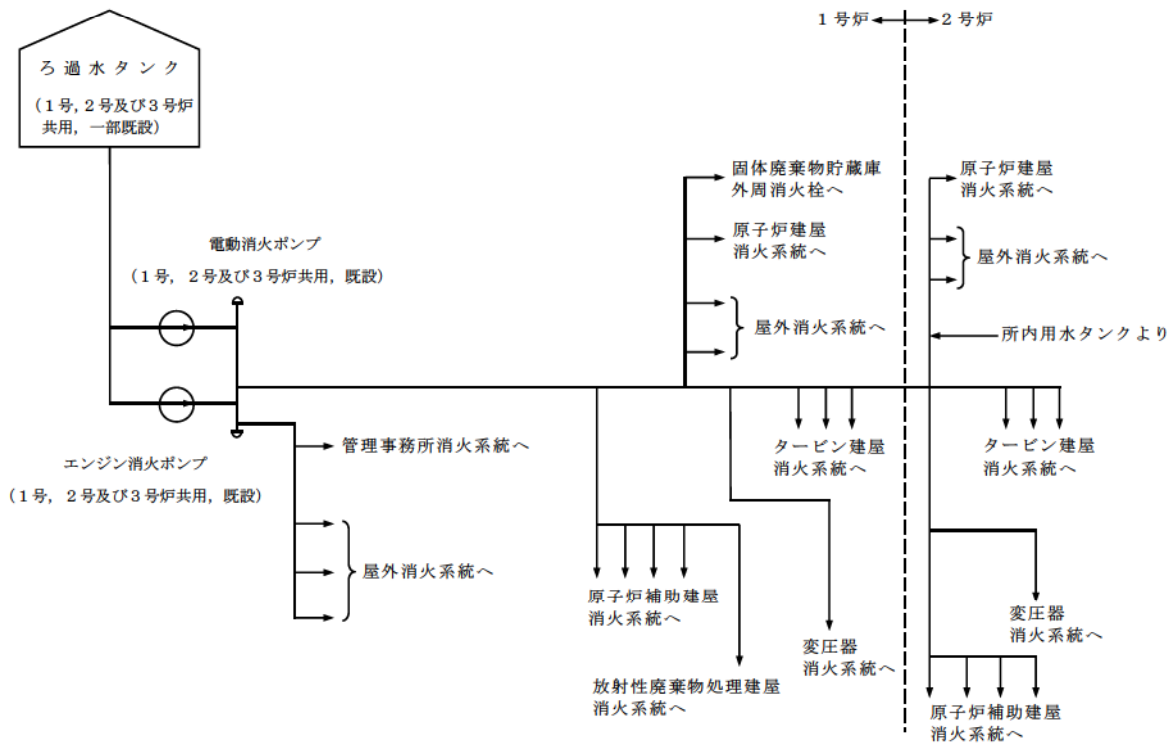 1号炉
2号炉
ろ過水タンク
(1号,2号及び3号炉
共用,一部既設)
固体廃棄物貯蔵庫
外周消火栓へ
原子炉建屋
消火系統へ
原子炉建屋
消火系統へ
電動消火ポンプ
(1号,2号及び3号炉共用,既設)
屋外消火系統へ
屋外消火系統へ
所内用水タンクより
管理事務所消火系統へ
タービン建屋
消火系統へ
タービン建屋
消火系統へ
エンジン消火ポンプ
(1号,2号及び3号炉共用,既設)
屋外消火系統へ
原子炉補助建屋
消火系統へ
変圧器
消火系統へ
変圧器
消火系統へ
放射性廃棄物処理建屋
消火系統へ
原子炉補助建屋
消火系統へ